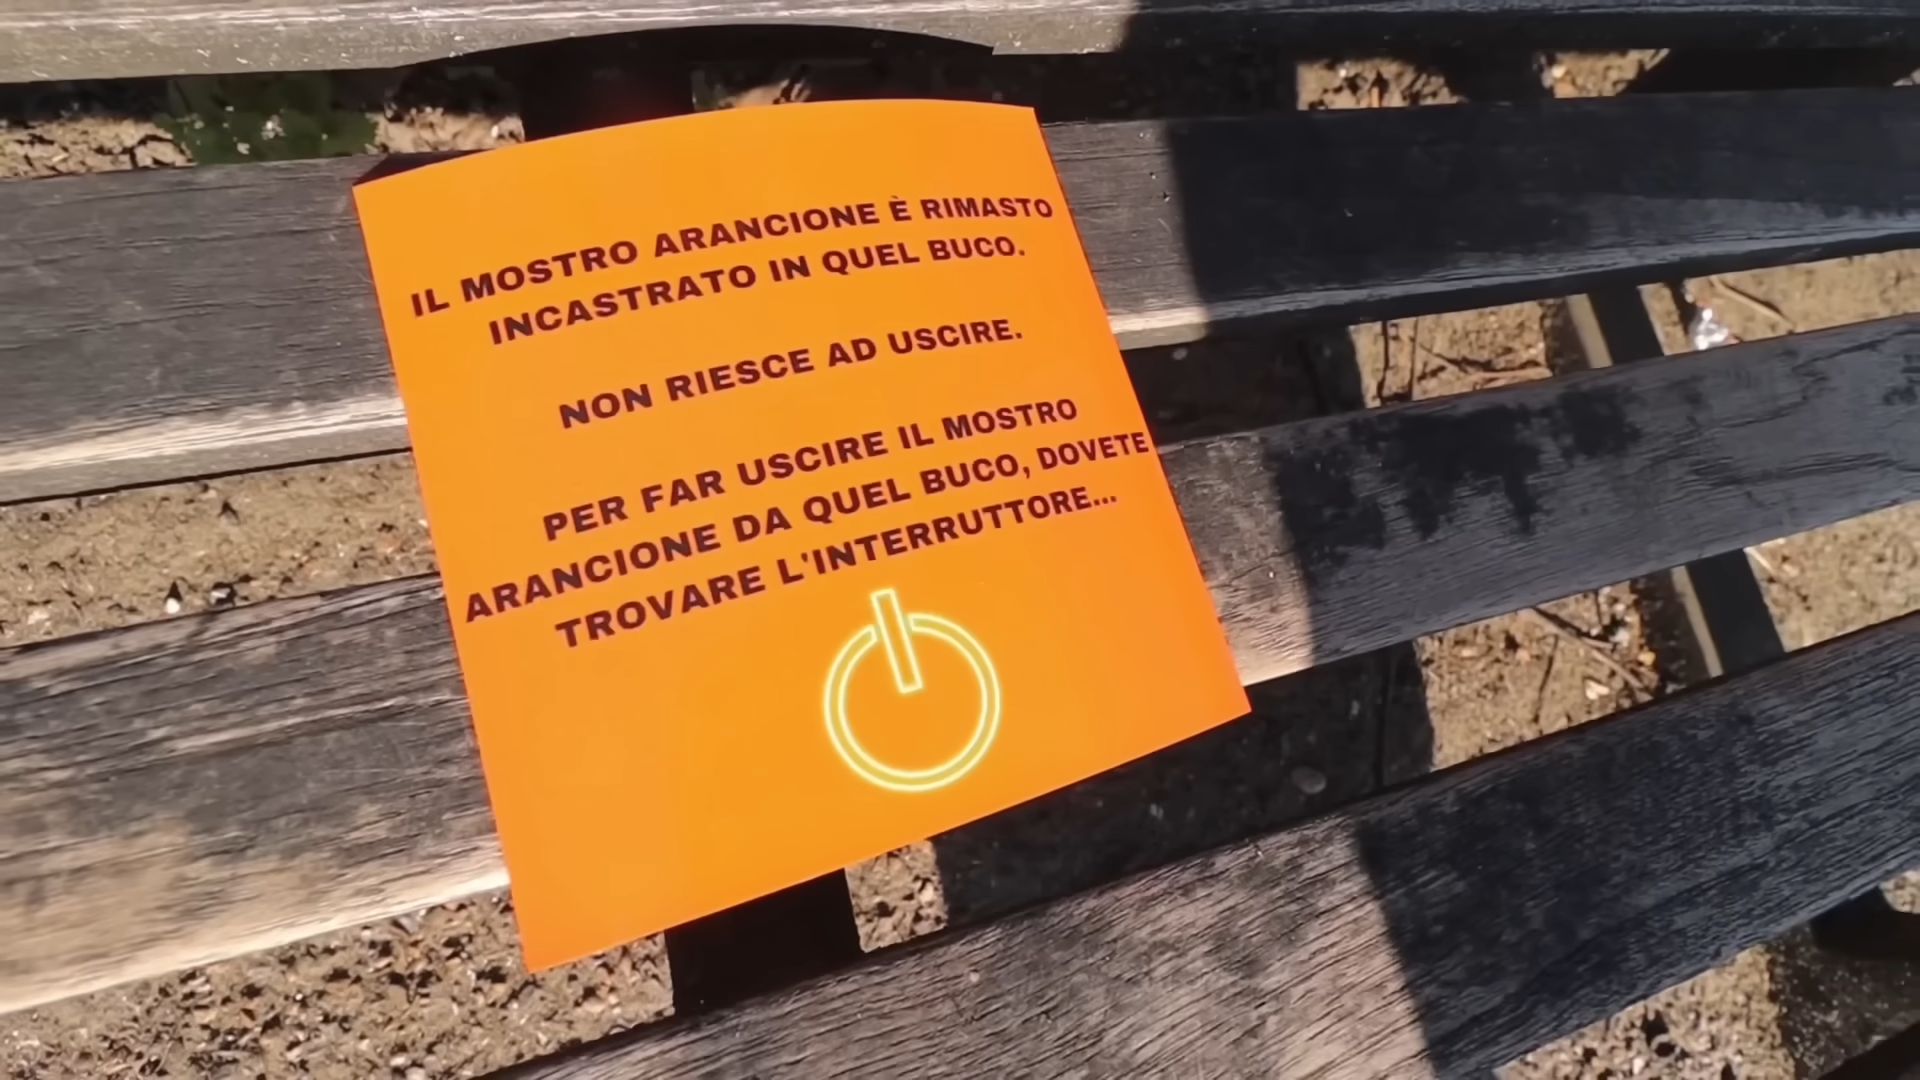 IL MOSTRO ARANCIONE È RIMASTO
INCASTRATO IN QUEL BUCO.
NON RIESCE AD USCIRE.
PER FAR USCIRE IL MOSTRO
ARANCIONE DA QUEL BUCO, DOVETE
TROVARE L'INTERRUTTORE...